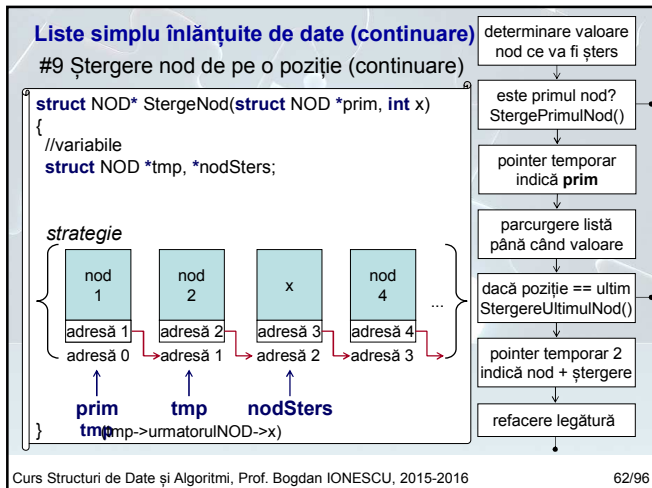 Liste simplu înlănțuite de date (continuare)
#9 Ștergere nod de pe o poziție (continuare)
struct NOD* StergeNod(struct NOD *prim, int x)
{
//variabile
struct NOD *tmp, *nodSters;
strategie
nod 1
nod 2
x
nod 4
...
adresă 1
adresă 2
adresă 3
adresă 4
adresă 0
adresă 1
adresă 2
adresă 3
prim
tmp
nodSters
tmp
(tmp->urmatorulNOD->x)
}
determinare valoare
nod ce va fi șters
este primul nod?
StergePrimulNod()
pointer temporar
indică prim
parcurgere listă
până când valoare
dacă poziție == ultim
StergereUltimulNod()
pointer temporar 2
indică nod + ștergere
refacere legătură
Curs Structuri de Date și Algoritmi, Prof. Bogdan IONESCU, 2015-2016
62/96